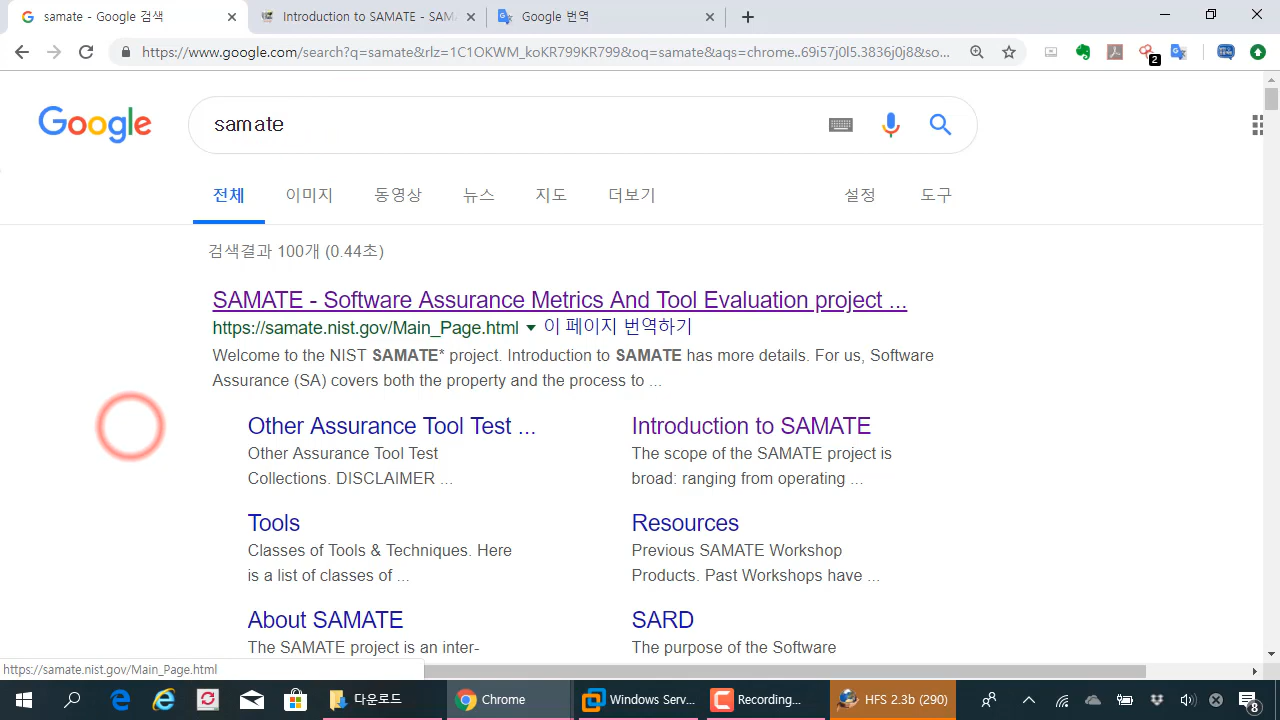 samate - Google 검색
Introduction to SAMATE - SAM
Google 번역
https://www.google.com/search?q=samate&rlz=1C1OKWM_koKR799KR799&oq=samate&aqs=chrome..69i57j0l5.3836j0j8&so...
2
Google
samate
전체
이미지
동영상
뉴스
지도
더보기
설정
도구
검색결과 100개 (0.44초)
SAMATE - Software Assurance Metrics And Tool Evaluation project ...
https://samate.nist.gov/Main_Page.html ▼ 이 페이지 번역하기
Welcome to the NIST SAMATE* project. Introduction to SAMATE has more details. For us, Software
Assurance (SA) covers both the property and the process to ...
Other Assurance Tool Test ...
Other Assurance Tool Test
Collections. DISCLAIMER ...
Introduction to SAMATE
The scope of the SAMATE project is
broad: ranging from operating ...
Tools
Classes of Tools & Techniques. Here
is a list of classes of ...
Resources
Previous SAMATE Workshop
Products. Past Workshops have ...
About SAMATE
The SAMATE project is an inter-
SARD
The purpose of the Software
https://samate.nist.gov/Main_Page.html
다운로드
Chrome
Windows Serv...
Recording...
HFS 2.3b (290)
8